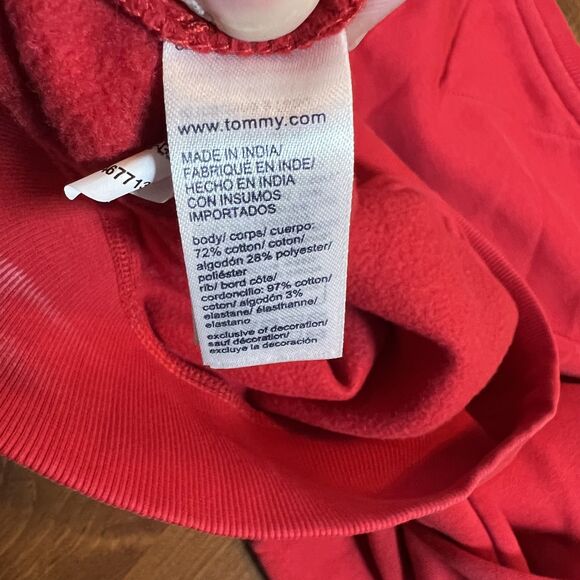 www.tommy.com
MADE IN INDIA/
FABRIQUÉ EN INDE/
HECHO EN INDIA
CON INSUMOS
IMPORTADOS
body/ corps/ cuerpo:
72% cotton/ coton/
algodón 28% polyester/
poliéster
rib/ bord côte/
cordoncillo: 97% cotton/
coton/ algodón 3%
elastane/ élasthanne/
elastano
exclusive of decoration/
sauf décoration/
excluye la decoración